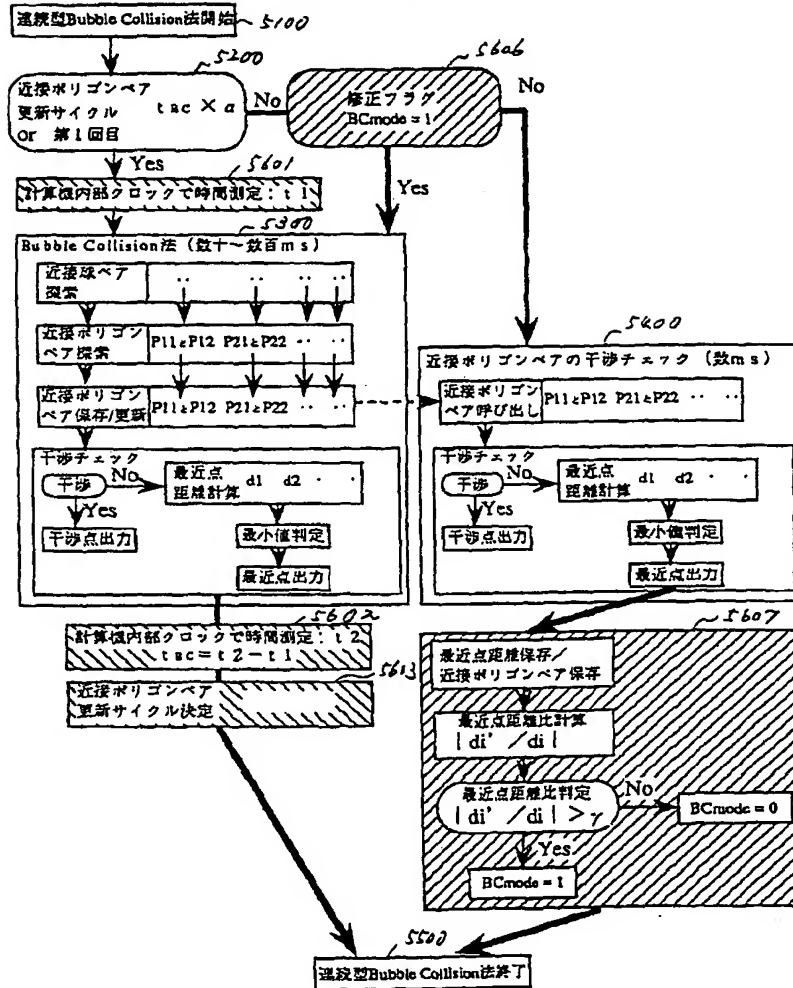 連続型Bubble Collision法開始
5100
5200
近接ポリゴンペア
更新サイクル tac × a
or 第1回目
No
Yes
5606
修正フラグ
BCmode = 1
No
Yes
5601
計算機内部クロックで時間測定：t1
5300
Bubble Collision法（数十～数百ms）
近接球ペア
探索
‥ ‥ ‥ ‥
近接ポリゴン
ペア探索
P11とP12 P21とP22 ‥ ‥
近接ポリゴン
ペア保存/更新
P11とP12 P21とP22 ‥ ‥
干渉チェック
干渉
No
最近点
距離計算
d1 d2 ・ ・
Yes
干渉点出力
最小値判定
最近点出力
5400
近接ポリゴンペアの干渉チェック（数ms）
近接ポリゴン
ペア呼び出し
P11とP12 P21とP22 ‥ ‥
干渉チェック
干渉
No
最近点
距離計算
d1 d2 ・ ・
Yes
干渉点出力
最小値判定
最近点出力
5602
計算機内部クロックで時間測定：t2
tac＝t2－t1
5613
近接ポリゴンペア
更新サイクル決定
5607
最近点距離保存/
近接ポリゴンペア保存
最近点距離比計算
｜di’／di｜
最近点距離比判定
｜di’／di｜＞γ
No
BCmode = 0
Yes
BCmode = 1
5500
連続型Bubble Collision法終了